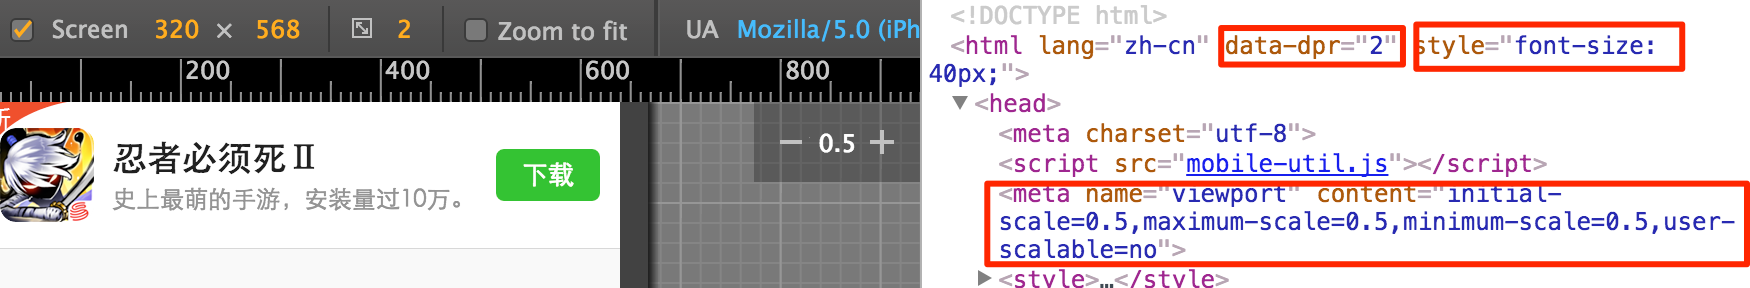 Screen 320 × 568 2 Zoom to fit UA Mozilla/5.0 (iPh
200 400 600 800
忍者必须死Ⅱ
史上最萌的手游，安装量过10万。
下载
0.5
<!DOCTYPE html>
<html lang="zh-cn" data-dpr="2" style="font-size:
40px;">
<head>
<meta charset="utf-8">
<script src="mobile-util.js"></script>
<meta name="viewport" content="initial-
scale=0.5,maximum-scale=0.5,minimum-scale=0.5,user-
scalable=no">
<style>…</style>